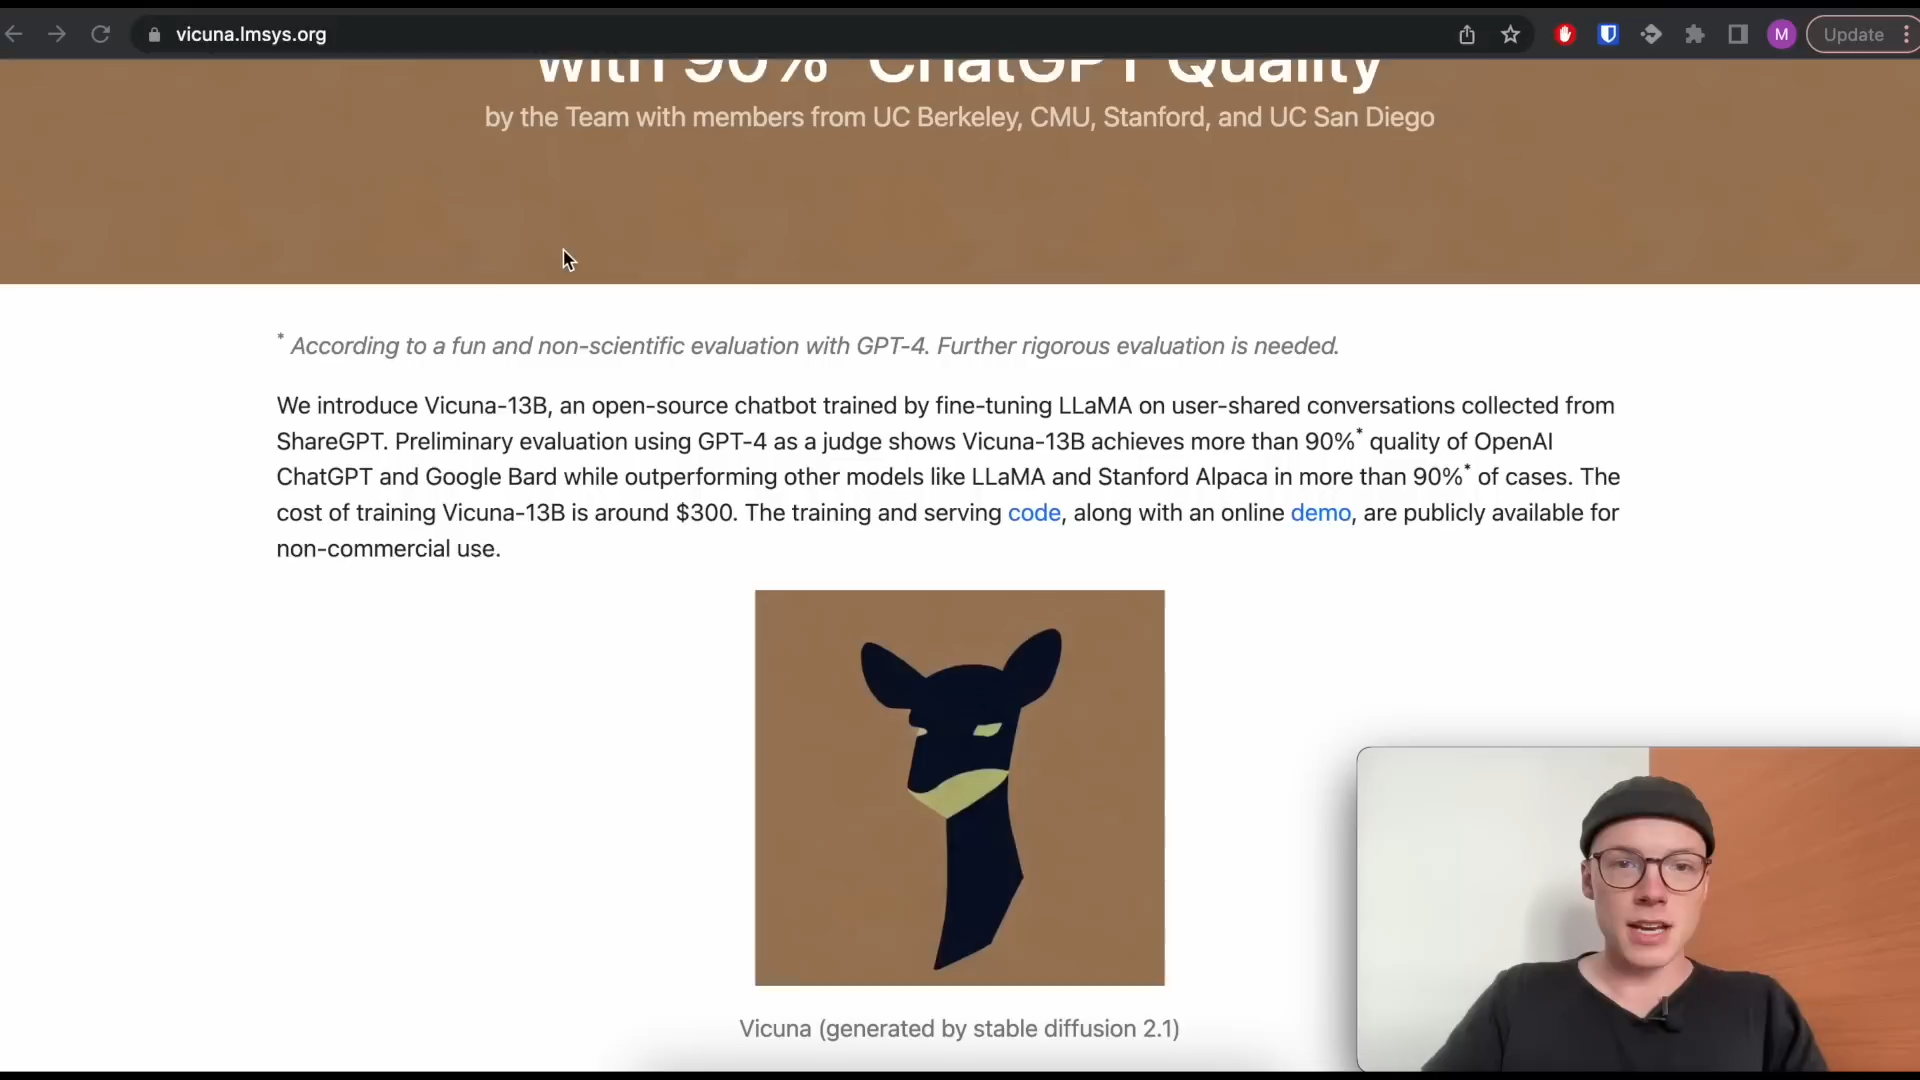 vicuna.lmsys.org
M
Update
with 90%* ChatGPT Quality
by the Team with members from UC Berkeley, CMU, Stanford, and UC San Diego
* According to a fun and non-scientific evaluation with GPT-4. Further rigorous evaluation is needed.
We introduce Vicuna-13B, an open-source chatbot trained by fine-tuning LLaMA on user-shared conversations collected from
ShareGPT. Preliminary evaluation using GPT-4 as a judge shows Vicuna-13B achieves more than 90%* quality of OpenAI
ChatGPT and Google Bard while outperforming other models like LLaMA and Stanford Alpaca in more than 90%* of cases. The
cost of training Vicuna-13B is around $300. The training and serving code, along with an online demo, are publicly available for
non-commercial use.
Vicuna (generated by stable diffusion 2.1)